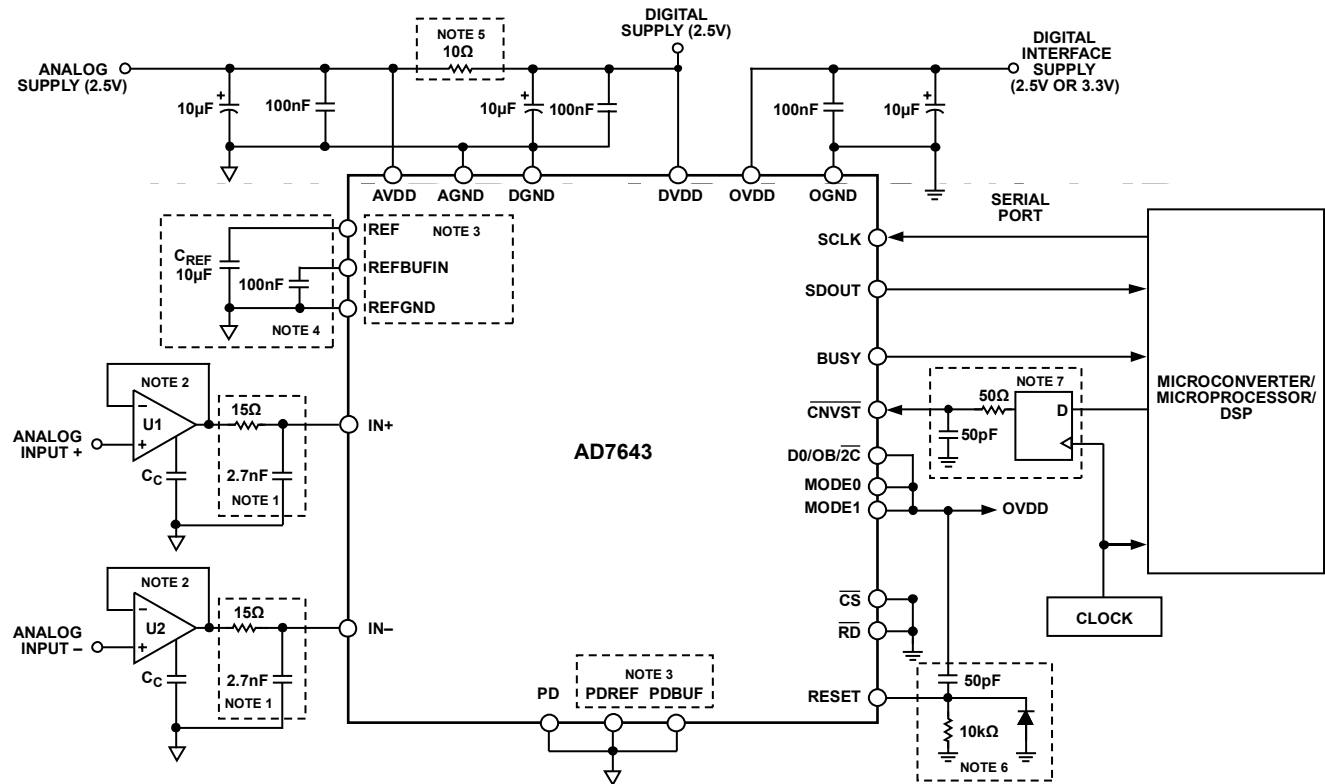 NOTE 5
10Ω
DIGITAL
SUPPLY (2.5V)
DIGITAL
INTERFACE
SUPPLY
(2.5V OR 3.3V)
ANALOG
SUPPLY (2.5V)
+
10µF
100nF
+
10µF
100nF
100nF
+
10µF
AVDD
AGND
DGND
DVDD
OVDD
OGND
SERIAL
PORT
CREF
10µF
100nF
NOTE 4
REF
REFBUFIN
REFGND
NOTE 3
SCLK
SDOUT
BUSY
CNVST
D0/OB/2C
MODE0
MODE1
OVDD
NOTE 7
50Ω
50pF
D
MICROCONVERTER/
MICROPROCESSOR/
DSP
CLOCK
AD7643
NOTE 2
–
U1
+
ANALOG
INPUT +
CC
15Ω
2.7nF
NOTE 1
IN+
NOTE 2
–
U2
+
ANALOG
INPUT –
CC
15Ω
2.7nF
NOTE 1
IN–
CS
RD
RESET
50pF
10kΩ
NOTE 6
PD
NOTE 3
PDREF PDBUF